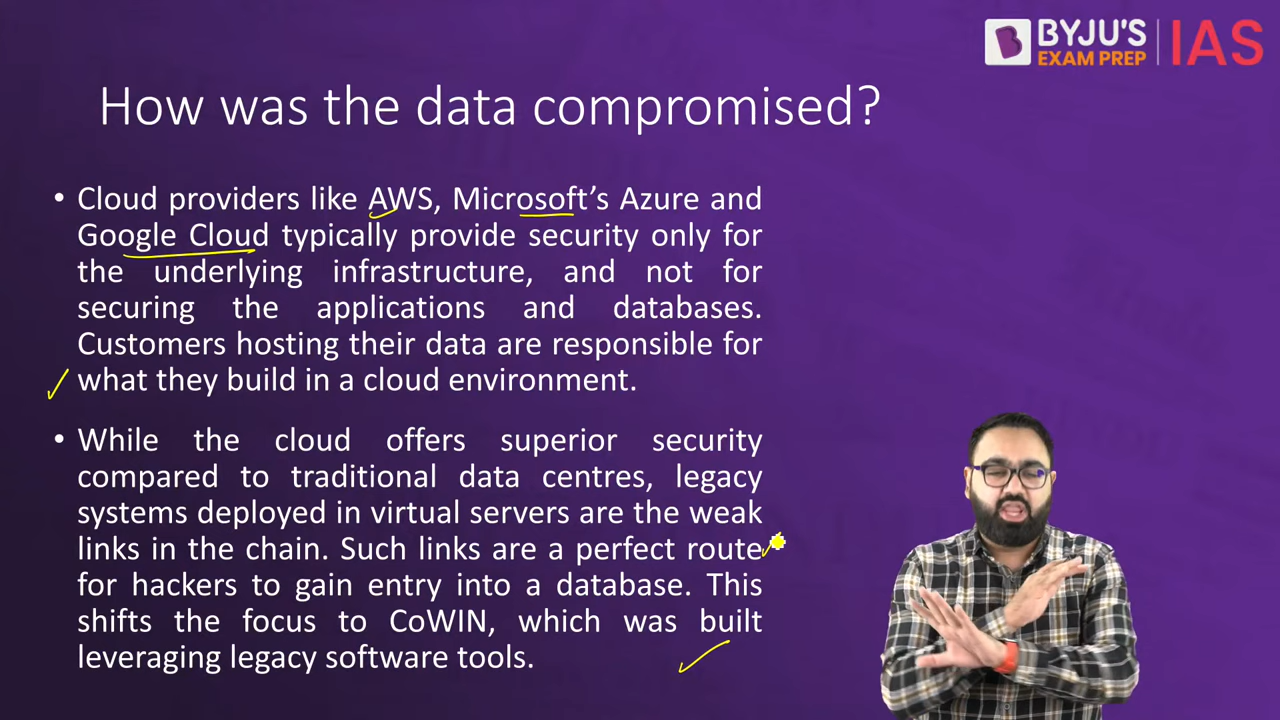 BYJU'S
EXAM PREP
IAS
How was the data compromised?
• Cloud providers like AWS, Microsoft’s Azure and
Google Cloud typically provide security only for
the underlying infrastructure, and not for
securing the applications and databases.
Customers hosting their data are responsible for
what they build in a cloud environment.
• While the cloud offers superior security
compared to traditional data centres, legacy
systems deployed in virtual servers are the weak
links in the chain. Such links are a perfect route
for hackers to gain entry into a database. This
shifts the focus to CoWIN, which was built
leveraging legacy software tools.